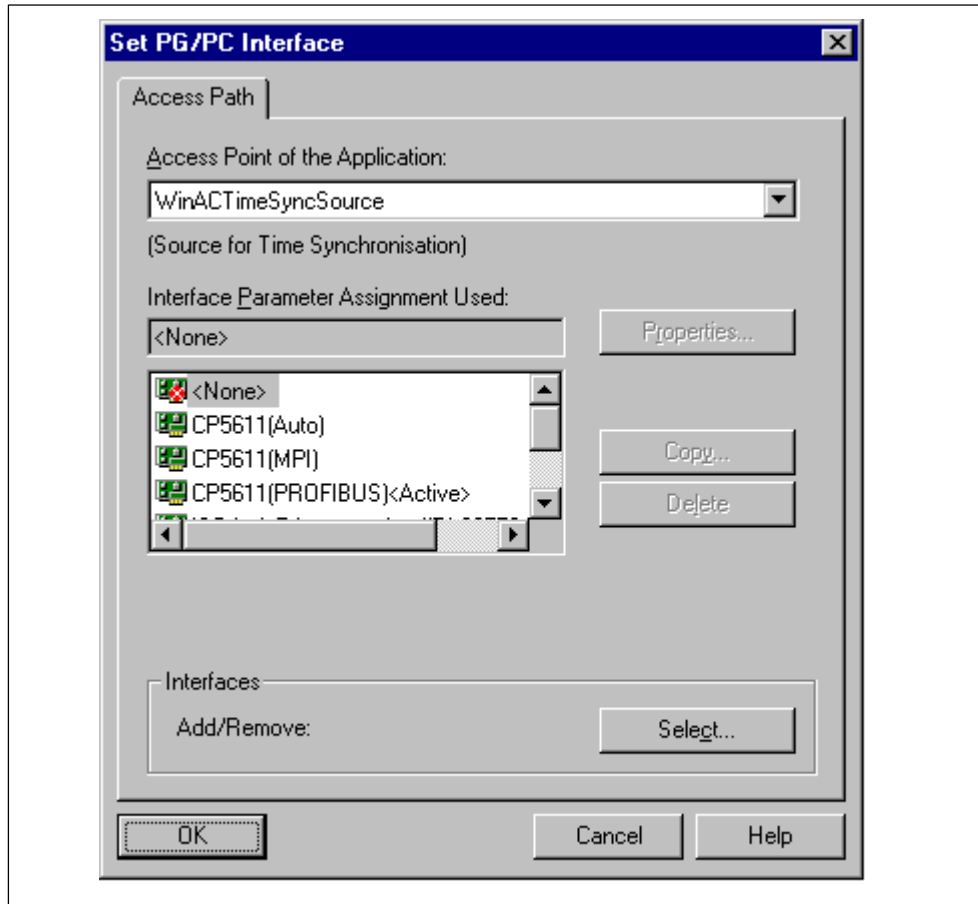 Set PG/PC Interface
Access Path
Access Point of the Application:
WinACTimeSyncSource
(Source for Time Synchronisation)
Interface Parameter Assignment Used:
<None>
Properties...
<None>
CP5611(Auto)
CP5611(MPI)
CP5611(PROFIBUS)<Active>
Copy...
Delete
Interfaces
Add/Remove:
Select...
OK
Cancel
Help